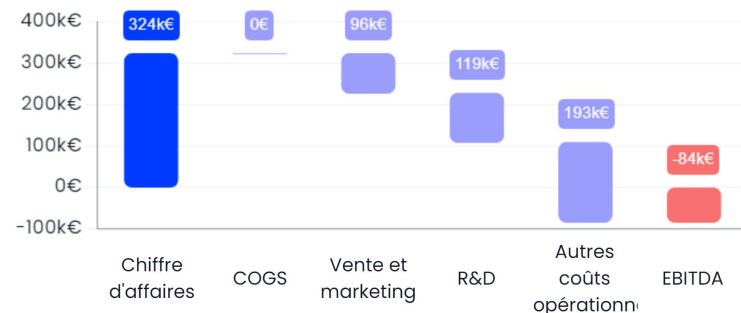 400k€
300k€
200k€
100k€
0€
-100k€
324k€
0€
96k€
119k€
193k€
-84k€
Chiffre
d'affaires
COGS
Vente et
marketing
R&D
Autres
coûts
opérationn
EBITDA